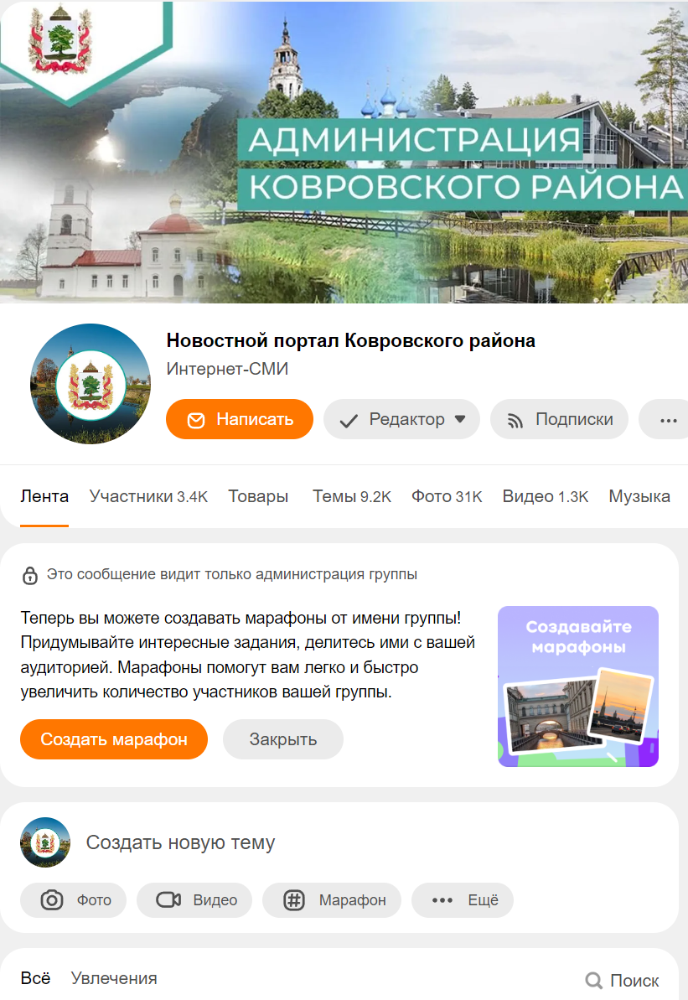 АДМИНИСТРАЦИЯ
КОВРОВСКОГО РАЙОНА
Новостной портал Ковровского района
Интернет-СМИ
Написать
Редактор
Подписки
Лента
Участники 3.4K
Товары
Темы 9.2K
Фото 31K
Видео 1.3K
Музыка
Это сообщение видит только администрация группы
Теперь вы можете создавать марафоны от имени группы!
Придумывайте интересные задания, делитесь ими с вашей
аудиторией. Марафоны помогут вам легко и быстро
увеличить количество участников вашей группы.
Создавайте
марафоны
Создать марафон
Закрыть
Создать новую тему
Фото
Видео
Марафон
Ещё
Всё
Увлечения
Поиск